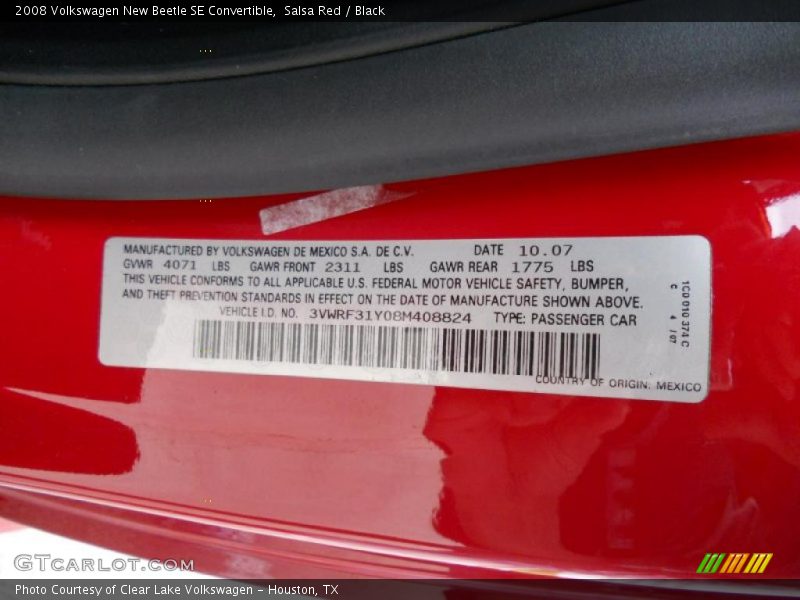 2008 Volkswagen New Beetle SE Convertible, Salsa Red / Black
MANUFACTURED BY VOLKSWAGEN DE MEXICO S.A. DE C.V. DATE 10.07
GVWR 4071 LBS GAWR FRONT 2311 LBS GAWR REAR 1775 LBS
THIS VEHICLE CONFORMS TO ALL APPLICABLE U.S. FEDERAL MOTOR VEHICLE SAFETY, BUMPER,
AND THEFT PREVENTION STANDARDS IN EFFECT ON THE DATE OF MANUFACTURE SHOWN ABOVE.
VEHICLE I.D. NO. 3VWRF31Y08M408824 TYPE: PASSENGER CAR
COUNTRY OF ORIGIN: MEXICO
1C0 010 374 C
C 4 / 07
GTCARLOT.COM
Photo Courtesy of Clear Lake Volkswagen - Houston, TX